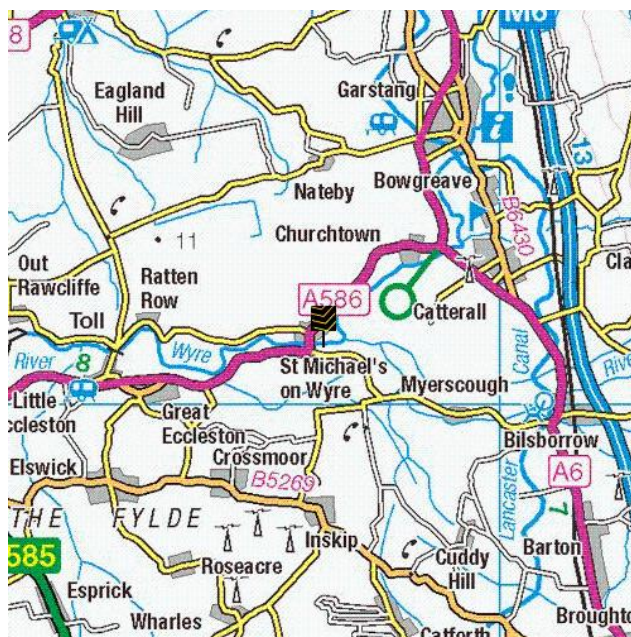 M6
8
Eagland
Hill
Garstang
i
13
Nateby
Bowgreave
B6430
Churchtown
11
Out
Rawcliffe
Ratten
Row
Cla
A586
Catterall
Toll
River
Wyre
8
St Michael's
on Wyre
Canal
Rive
Myerscough
Little
ccleston
Great
Eccleston
Bilsborrow
Crossmoor
Elswick
B5269
A6
Lancaster
THE FYLDE
7
585
Inskip
Barton
Roseacre
Cuddy
Hill
Esprick
Wharles
Catforth
Broughto